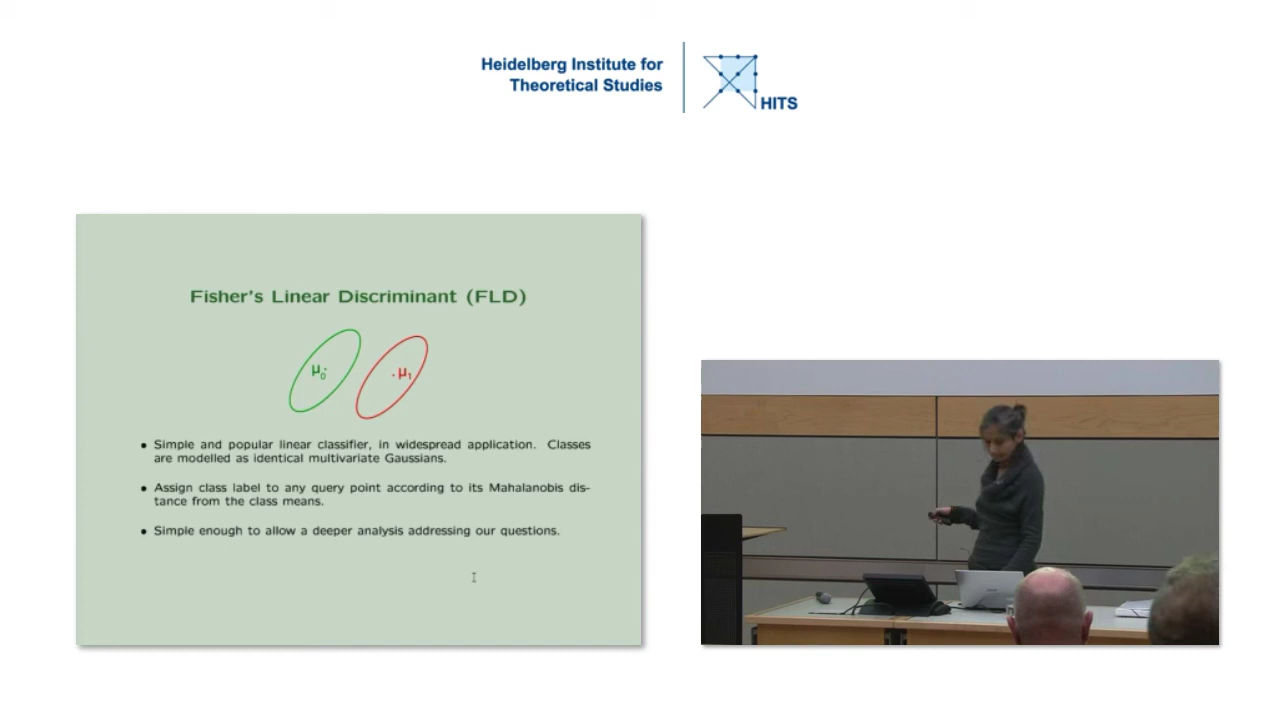 Heidelberg Institute for
Theoretical Studies
HITS
Fisher's Linear Discriminant (FLD)
μ0
μ1
• Simple and popular linear classifier, in widespread application. Classes
are modelled as identical multivariate Gaussians.
• Assign class label to any query point according to its Mahalanobis dis-
tance from the class means.
• Simple enough to allow a deeper analysis addressing our questions.